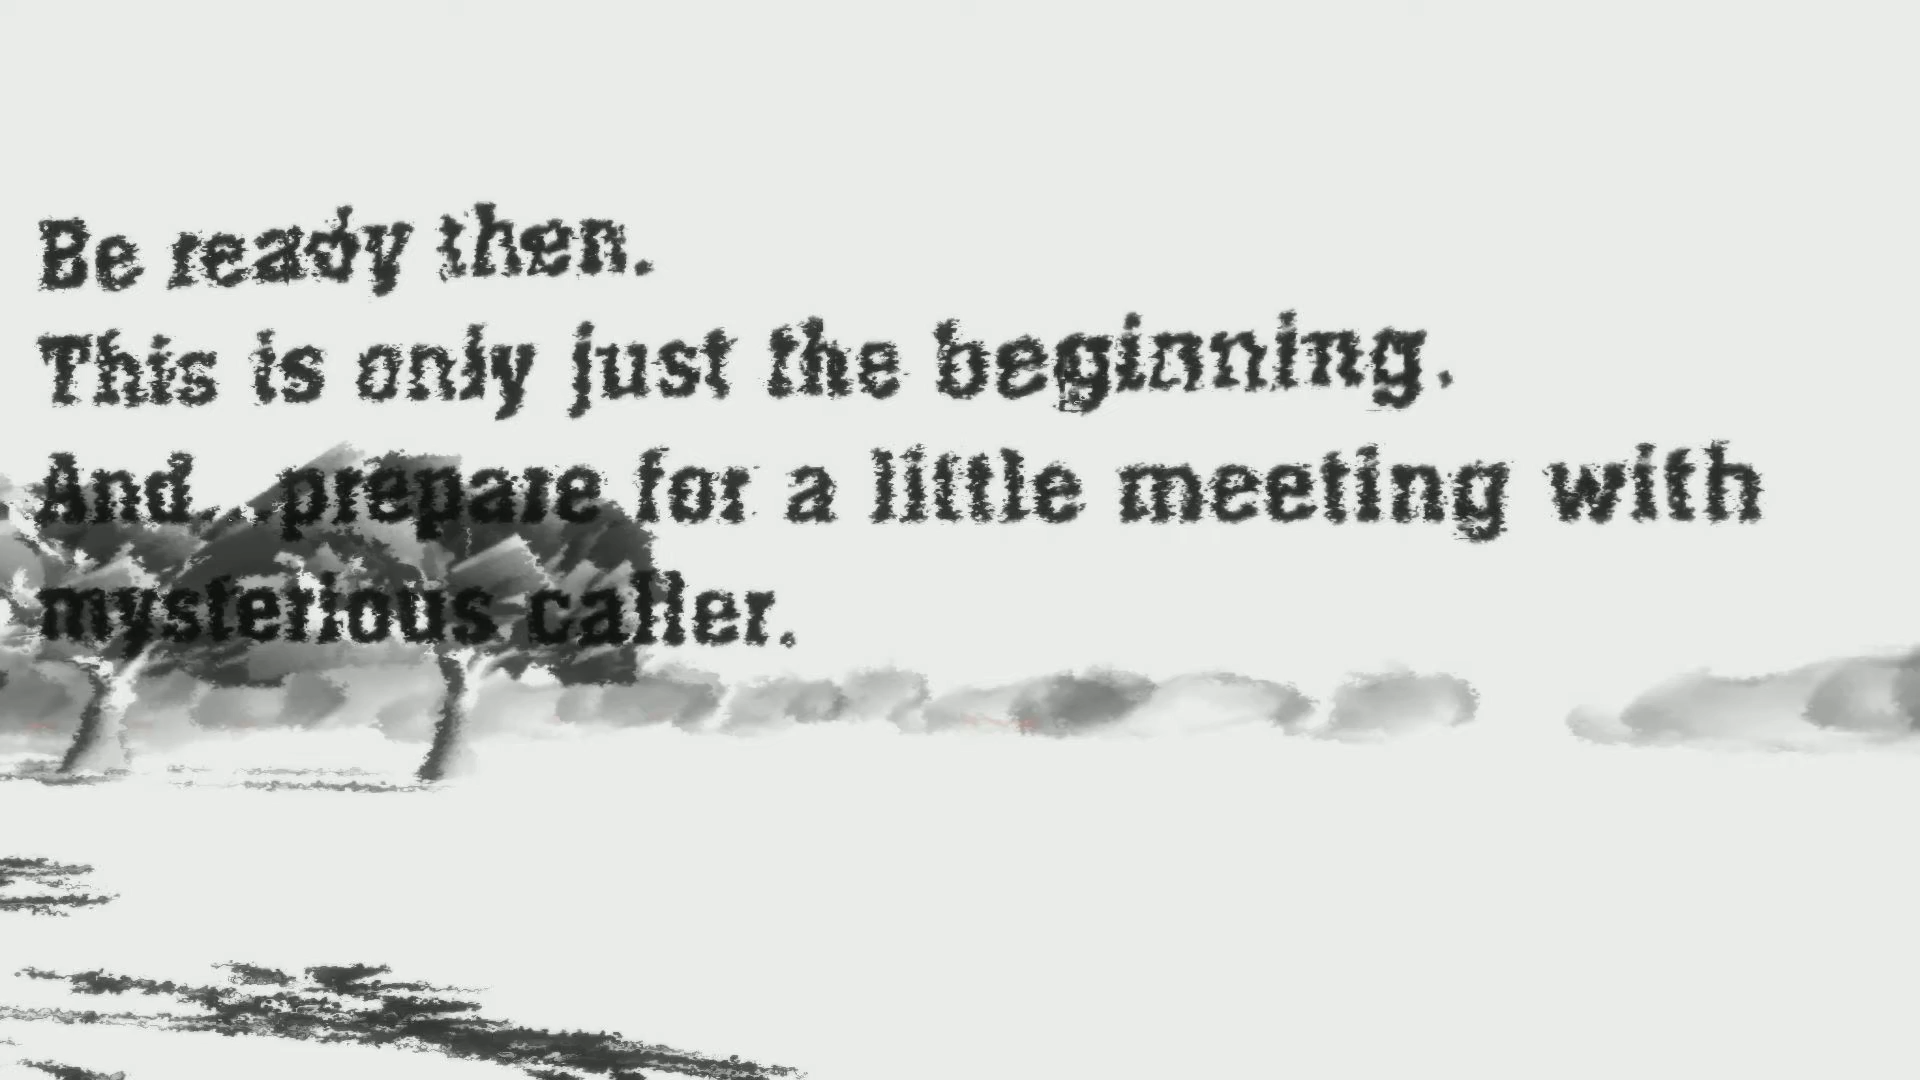 Be ready then.
This is only just the beginning.
And.. prepare for a little meeting with
mysterious caller.